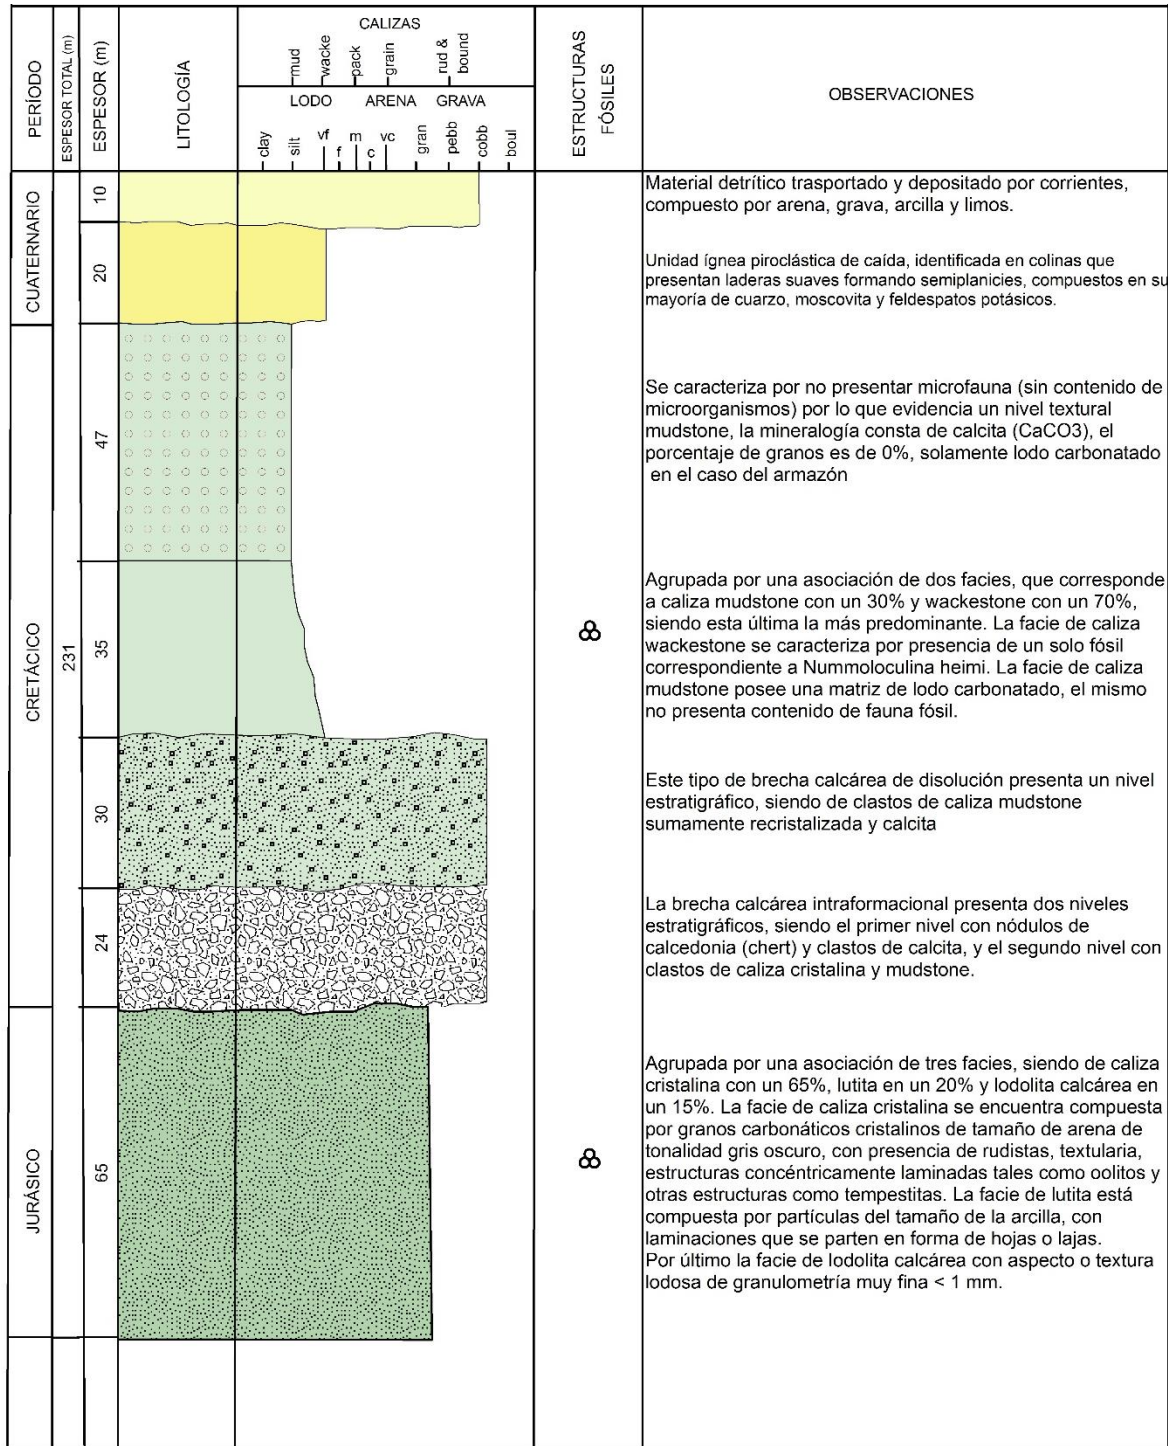 PERÍODO
ESPESOR TOTAL (m)
ESPESOR (m)
LITOLOGÍA
CALIZAS
mud
wacke
pack
grain
rud &
bound
LODO ARENA GRAVA
clay
silt
vf
f
m
c
vc
gran
pebb
cobb
boul
ESTRUCTURAS
FÓSILES
OBSERVACIONES
CUATERNARIO
10
Material detrítico trasportado y depositado por corrientes,
compuesto por arena, grava, arcilla y limos.
20
Unidad ígnea piroclástica de caída, identificada en colinas que
presentan laderas suaves formando semiplanicies, compuestos en su
mayoría de cuarzo, moscovita y feldespatos potásicos.
CRETÁCICO
231
47
Se caracteriza por no presentar microfauna (sin contenido de
microorganismos) por lo que evidencia un nivel textural
mudstone, la mineralogía consta de calcita (CaCO3), el
porcentaje de granos es de 0%, solamente lodo carbonatado
en el caso del armazón
35
Agrupada por una asociación de dos facies, que corresponde
a caliza mudstone con un 30% y wackestone con un 70%,
siendo esta última la más predominante. La facie de caliza
wackestone se caracteriza por presencia de un solo fósil
correspondiente a Nummoloculina heimi. La facie de caliza
mudstone posee una matriz de lodo carbonatado, el mismo
no presenta contenido de fauna fósil.
30
Este tipo de brecha calcárea de disolución presenta un nivel
estratigráfico, siendo de clastos de caliza mudstone
sumamente recristalizada y calcita
24
La brecha calcárea intraformacional presenta dos niveles
estratigráficos, siendo el primer nivel con nódulos de
calcedonia (chert) y clastos de calcita, y el segundo nivel con
clastos de caliza cristalina y mudstone.
JURÁSICO
65
Agrupada por una asociación de tres facies, siendo de caliza
cristalina con un 65%, lutita en un 20% y lodolita calcárea en
un 15%. La facie de caliza cristalina se encuentra compuesta
por granos carbonáticos cristalinos de tamaño de arena de
tonalidad gris oscuro, con presencia de rudistas, textularia,
estructuras concéntricamente laminadas tales como oolitos y
otras estructuras como tempestitas. La facie de lutita está
compuesta por partículas del tamaño de la arcilla, con
laminaciones que se parten en forma de hojas o lajas.
Por último la facie de lodolita calcárea con aspecto o textura
lodosa de granulometría muy fina < 1 mm.